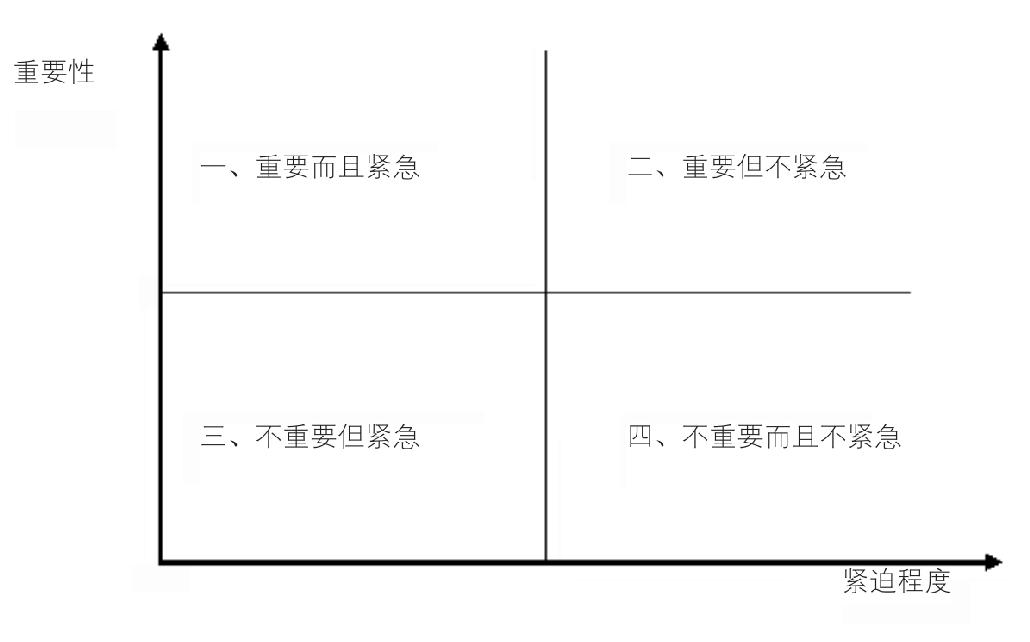 重要性
一、重要而且紧急
二、重要但不紧急
三、不重要但紧急
四、不重要而且不紧急
紧迫程度